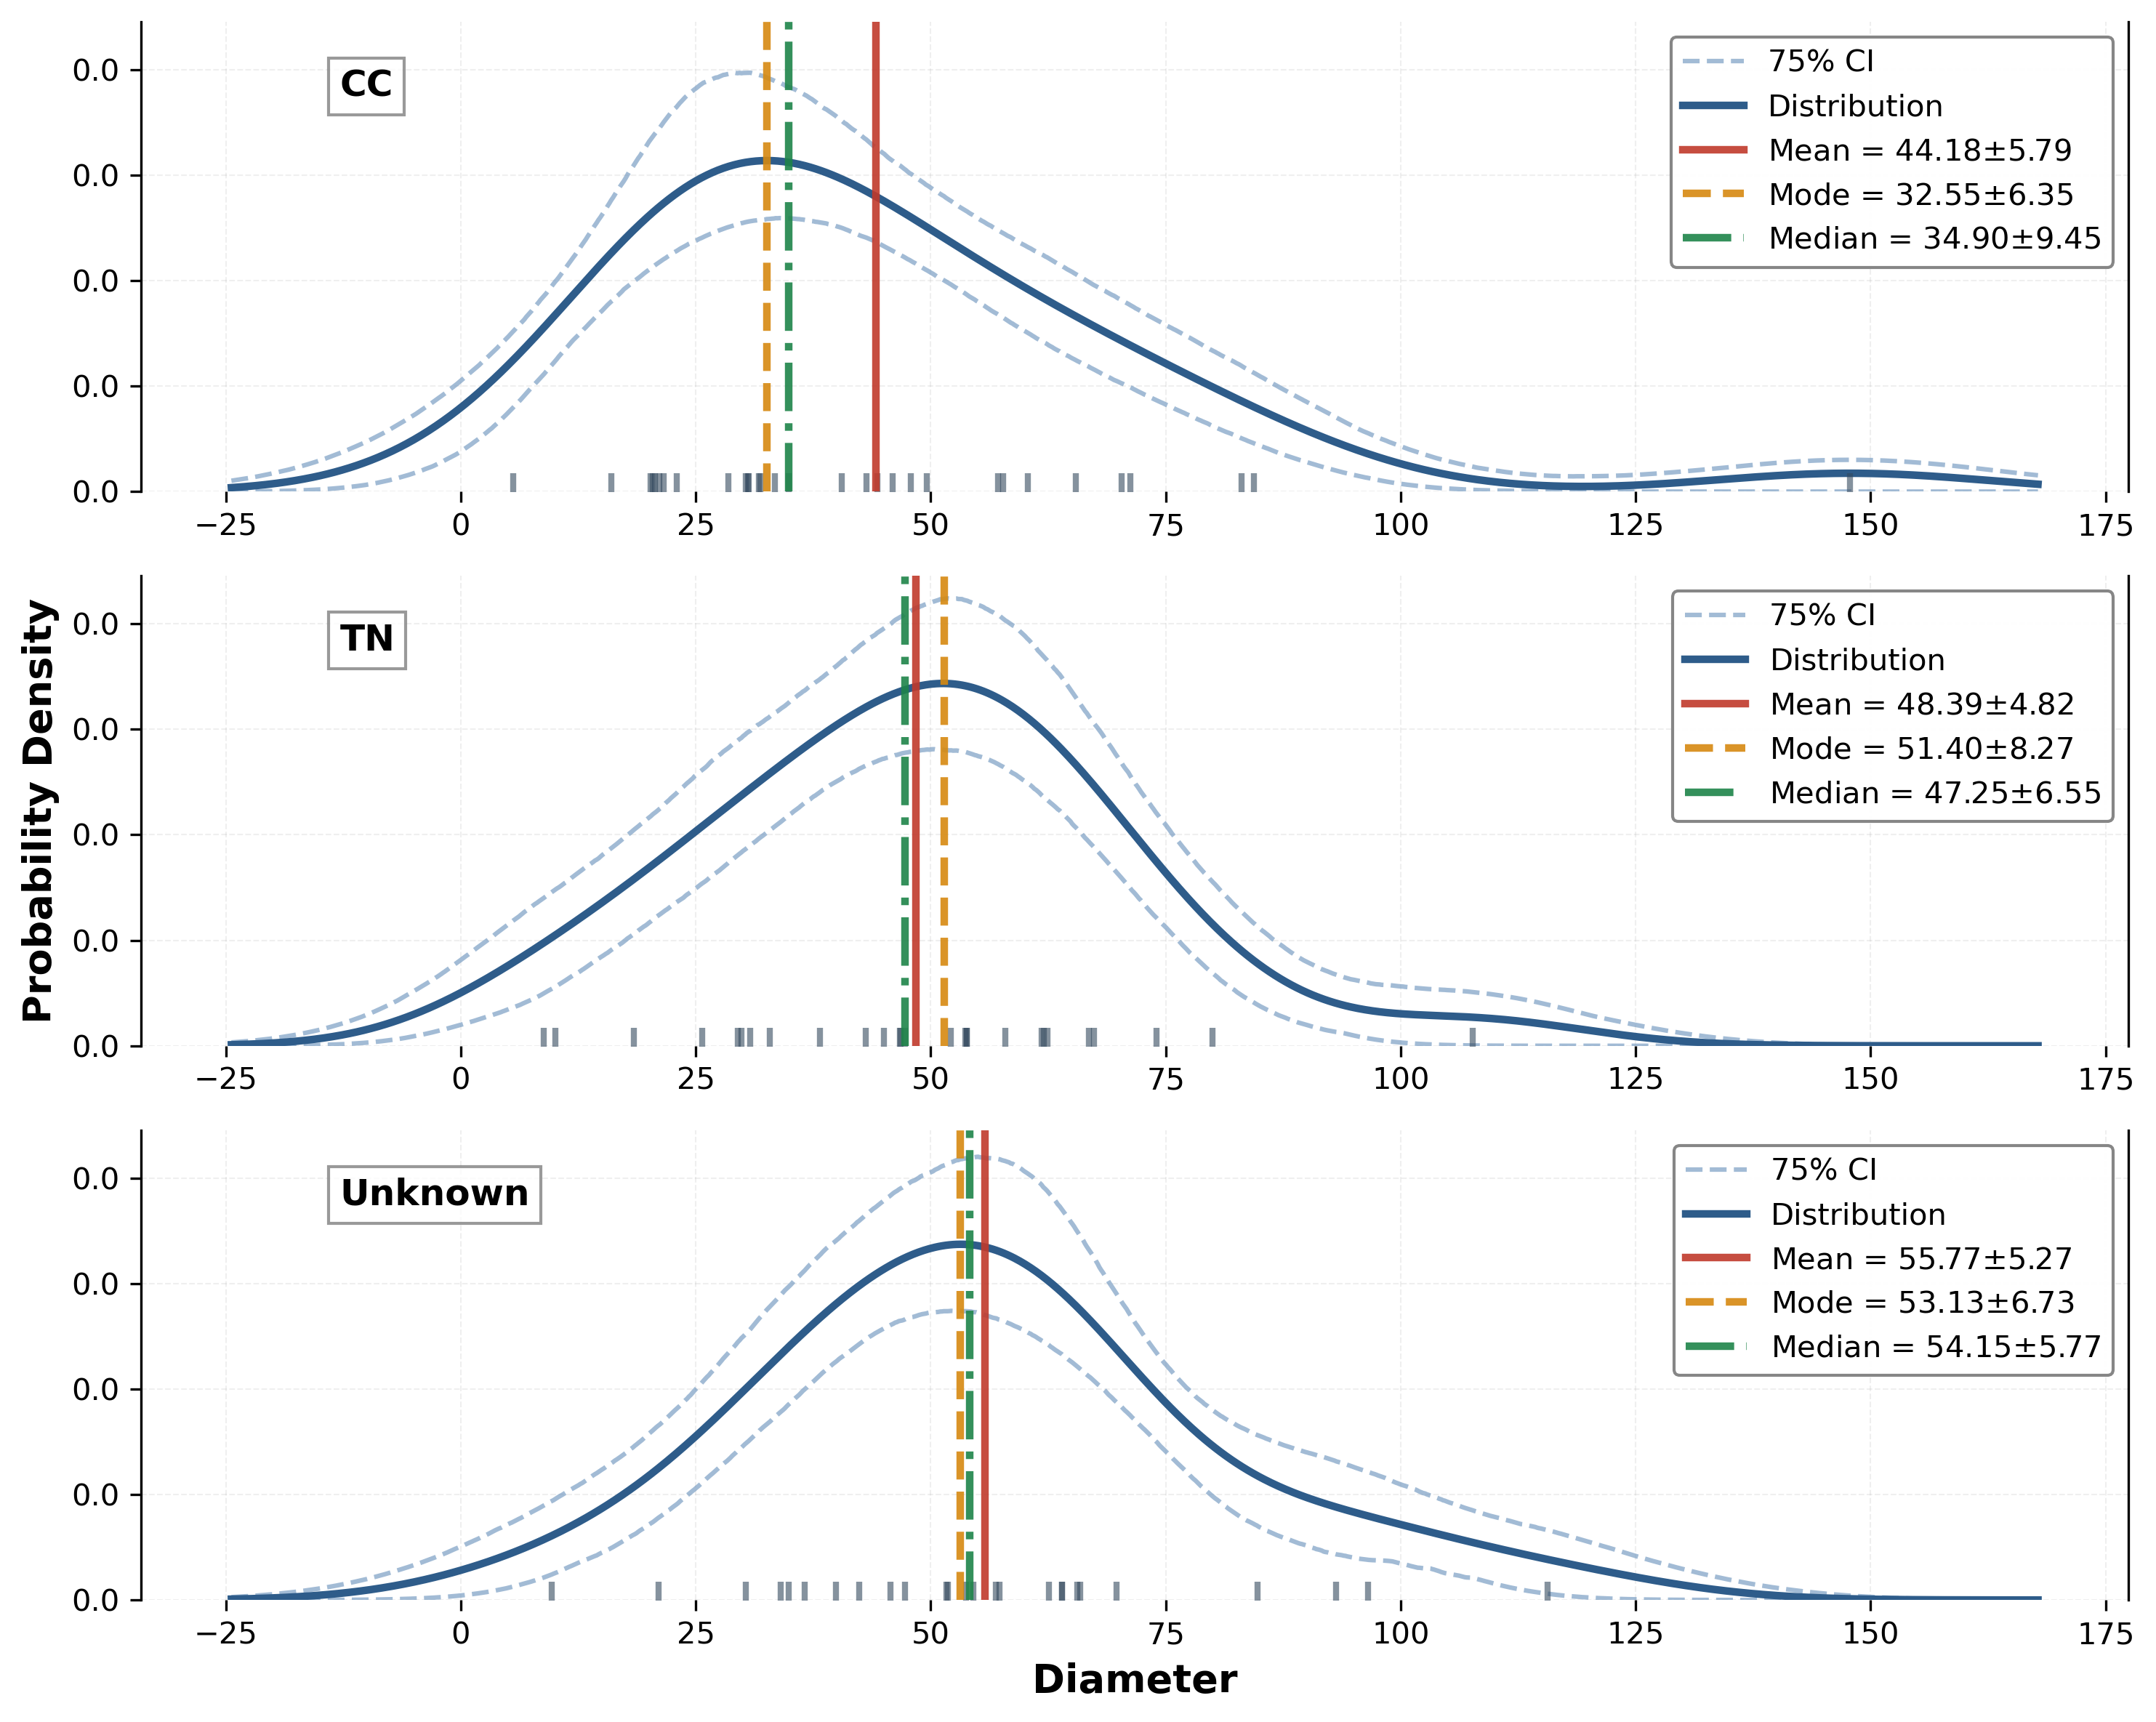 CC
0.0
0.0
0.0
0.0
0.0
75% CI
Distribution
Mean = 44.18±5.79
Mode = 32.55±6.35
Median = 34.90±9.45
−25 0 25 50 75 100 125 150 175
Probability Density
TN
0.0
0.0
0.0
0.0
0.0
75% CI
Distribution
Mean = 48.39±4.82
Mode = 51.40±8.27
Median = 47.25±6.55
−25 0 25 50 75 100 125 150 175
Unknown
0.0
0.0
0.0
0.0
0.0
75% CI
Distribution
Mean = 55.77±5.27
Mode = 53.13±6.73
Median = 54.15±5.77
−25 0 25 50 75 100 125 150 175
Diameter